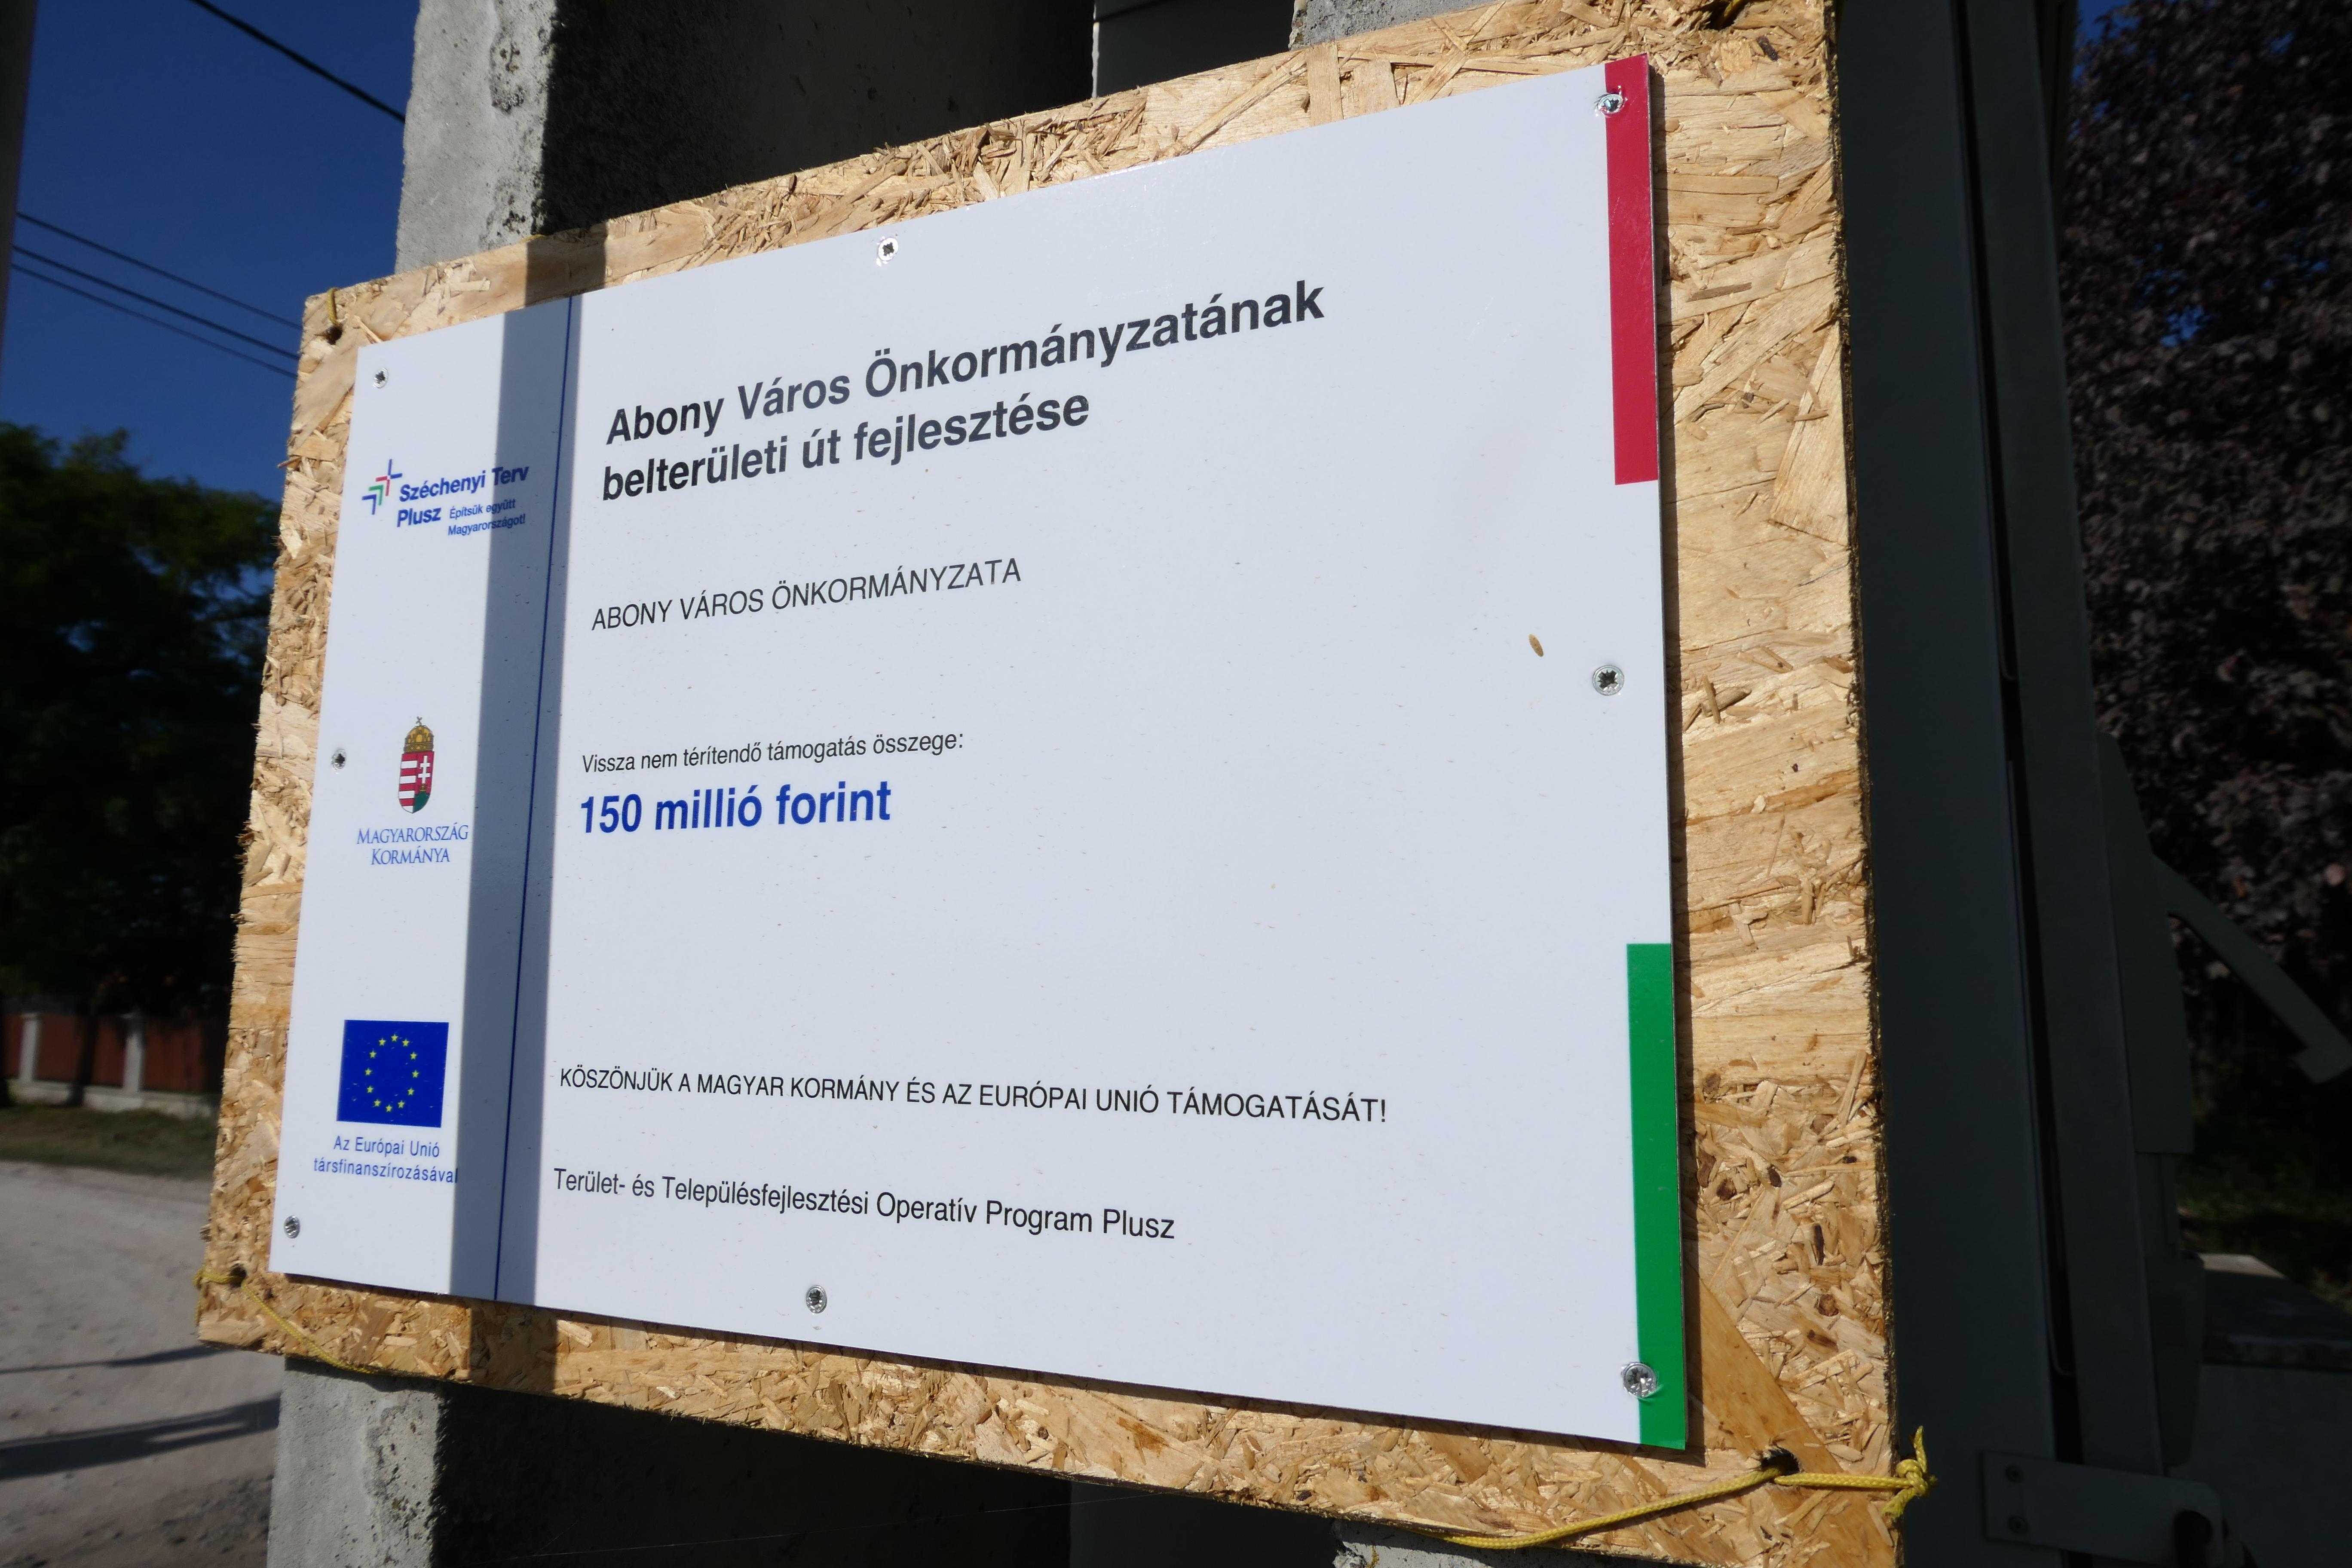 Abony Város Önkormányzatának
belterületi út fejlesztése
Széchenyi Terv
Plusz
Építsük együtt
Magyarországot!
ABONY VÁROS ÖNKORMÁNYZATA
Vissza nem térítendő támogatás összege:
150 millió forint
MAGYARORSZÁG
KORMÁNYA
Az Európai Unió
társfinanszírozásával
KÖSZÖNJÜK A MAGYAR KORMÁNY ÉS AZ EURÓPAI UNIÓ TÁMOGATÁSÁT!
Terület- és Településfejlesztési Operatív Program Plusz